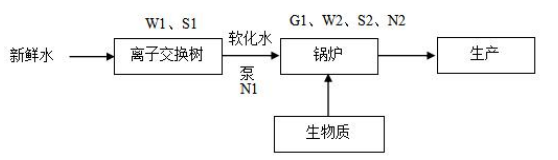 W1、S1
G1、W2、S2、N2
新鲜水
离子交换树
软化水
泵
N1
锅炉
生产
生物质